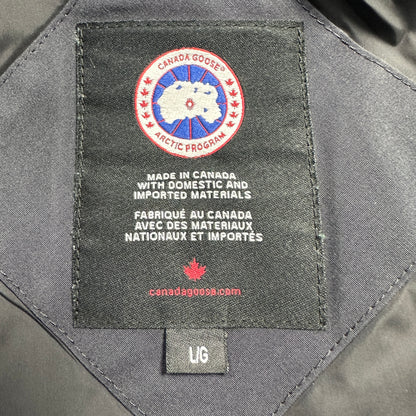 CANADA GOOSE®
ARCTIC PROGRAM
MADE IN CANADA
WITH DOMESTIC AND
IMPORTED MATERIALS
FABRIQUÉ AU CANADA
AVEC DES MATERIAUX
NATIONAUX ET IMPORTÉS
canadagoose.com
L/G